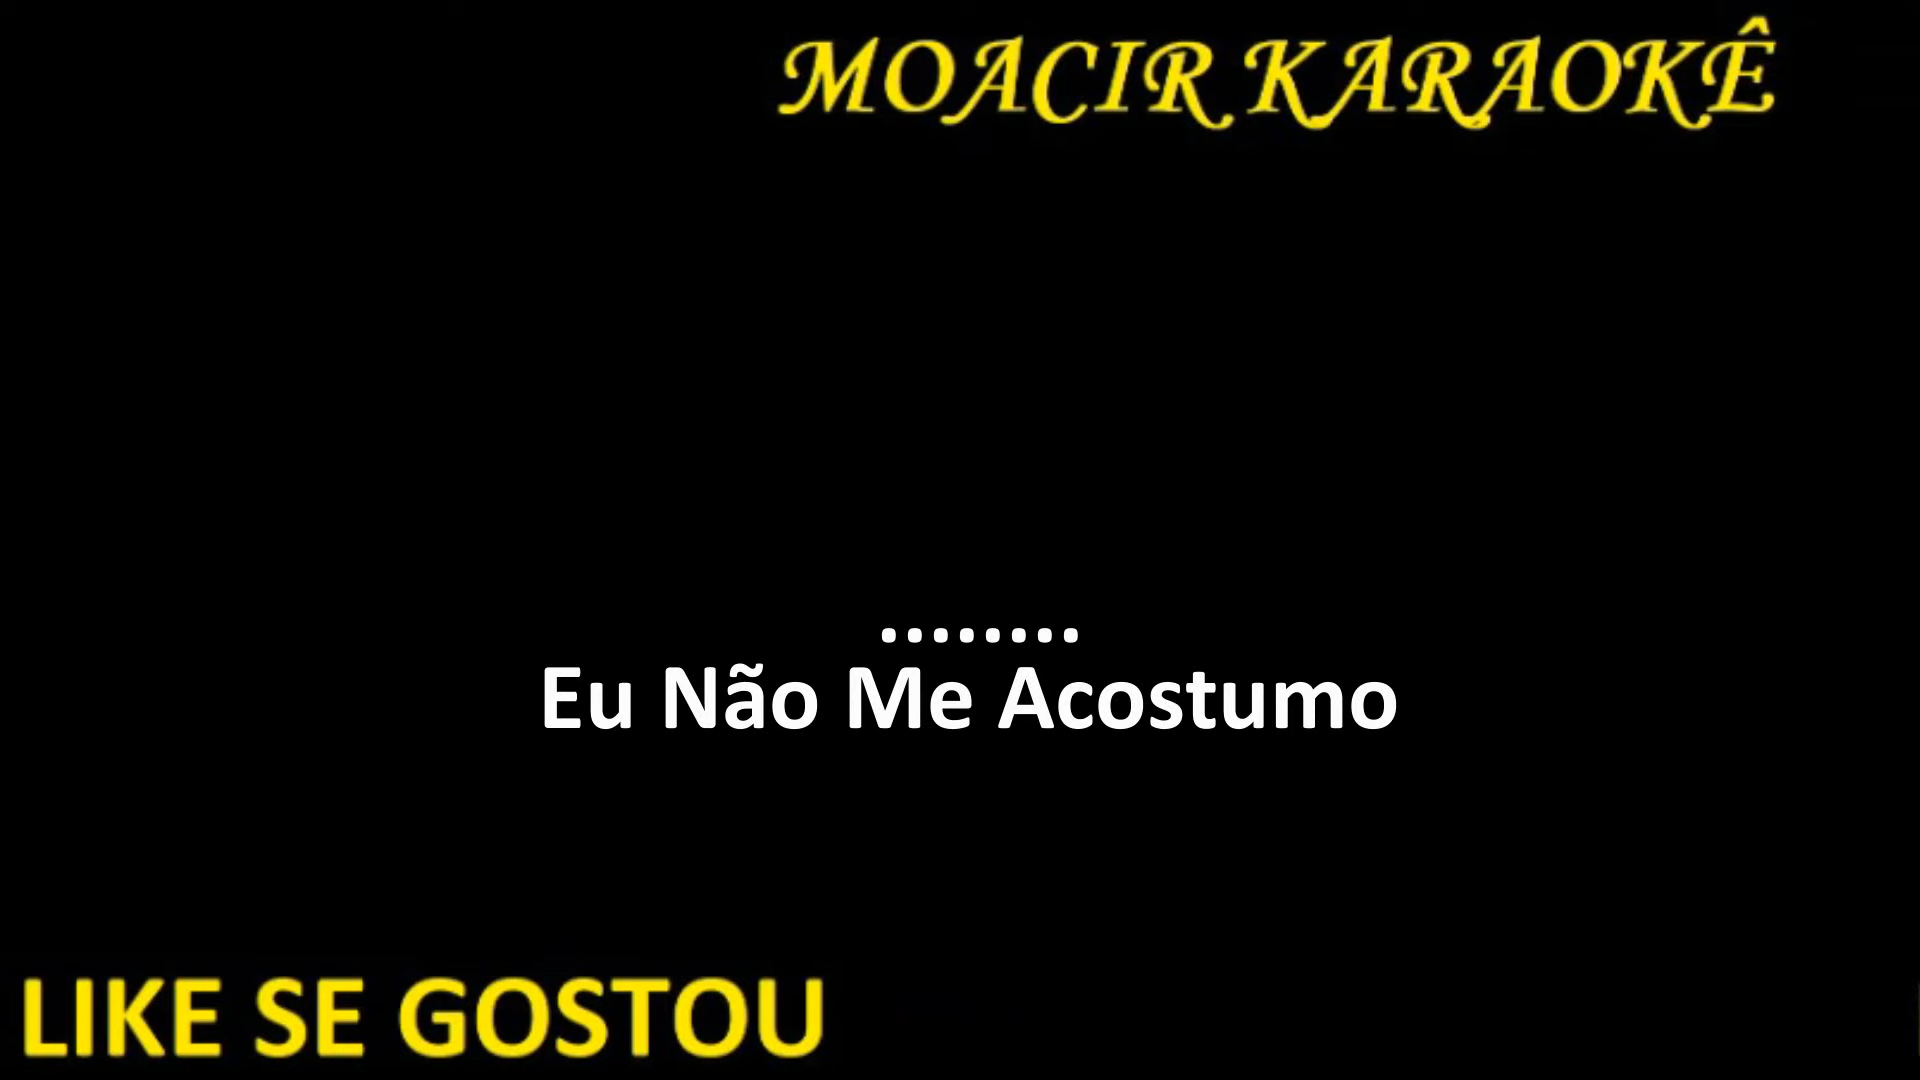 MOACIR KARAOKÊ
........
Eu Não Me Acostumo
LIKE SE GOSTOU